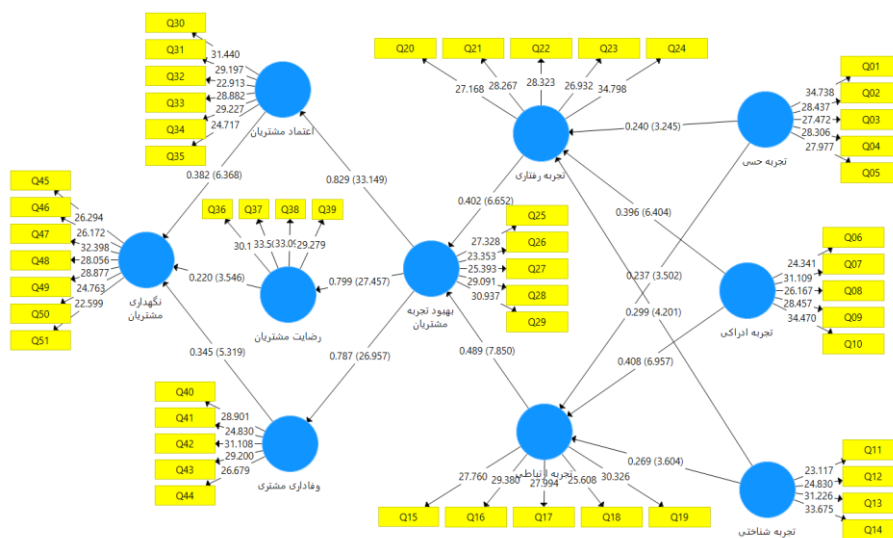 Q30
Q31
Q32
Q33
Q34
Q35
31.440
29.197
22.913
28.882
29.227
24.717
اعتماد مشتریان
Q20
Q21
Q22
Q23
Q24
27.168
28.267
28.323
26.932
34.798
تجربه رفتاری
Q01
Q02
Q03
Q04
Q05
34.738
28.437
27.472
28.306
27.977
تجربه حسی
0.240 (3.245)
0.382 (6.368)
0.829 (33.149)
0.402 (6.652)
0.396 (6.404)
Q45
Q46
Q47
Q48
Q49
Q50
Q51
26.294
26.172
32.398
28.056
28.877
24.763
22.599
نگهداری
مشتریان
Q36
Q37
Q38
Q39
30.1
33.5
33.0
29.279
رضایت مشتریان
0.220 (3.546)
0.799 (27.457)
Q25
Q26
Q27
Q28
Q29
27.328
23.353
25.393
29.091
30.937
بهبود تجربه
مشتریان
0.237 (3.502)
0.299 (4.201)
Q06
Q07
Q08
Q09
Q10
24.341
31.109
26.167
28.457
34.470
تجربه ادراکی
0.345 (5.319)
0.787 (26.957)
0.489 (7.850)
0.408 (6.957)
Q40
Q41
Q42
Q43
Q44
28.901
24.830
31.108
29.200
26.679
وفاداری مشتری
تجربه ارتباطی
27.760
29.380
27.994
25.608
30.326
Q15
Q16
Q17
Q18
Q19
0.269 (3.604)
Q11
Q12
Q13
Q14
23.117
24.830
31.226
33.675
تجربه شناختی